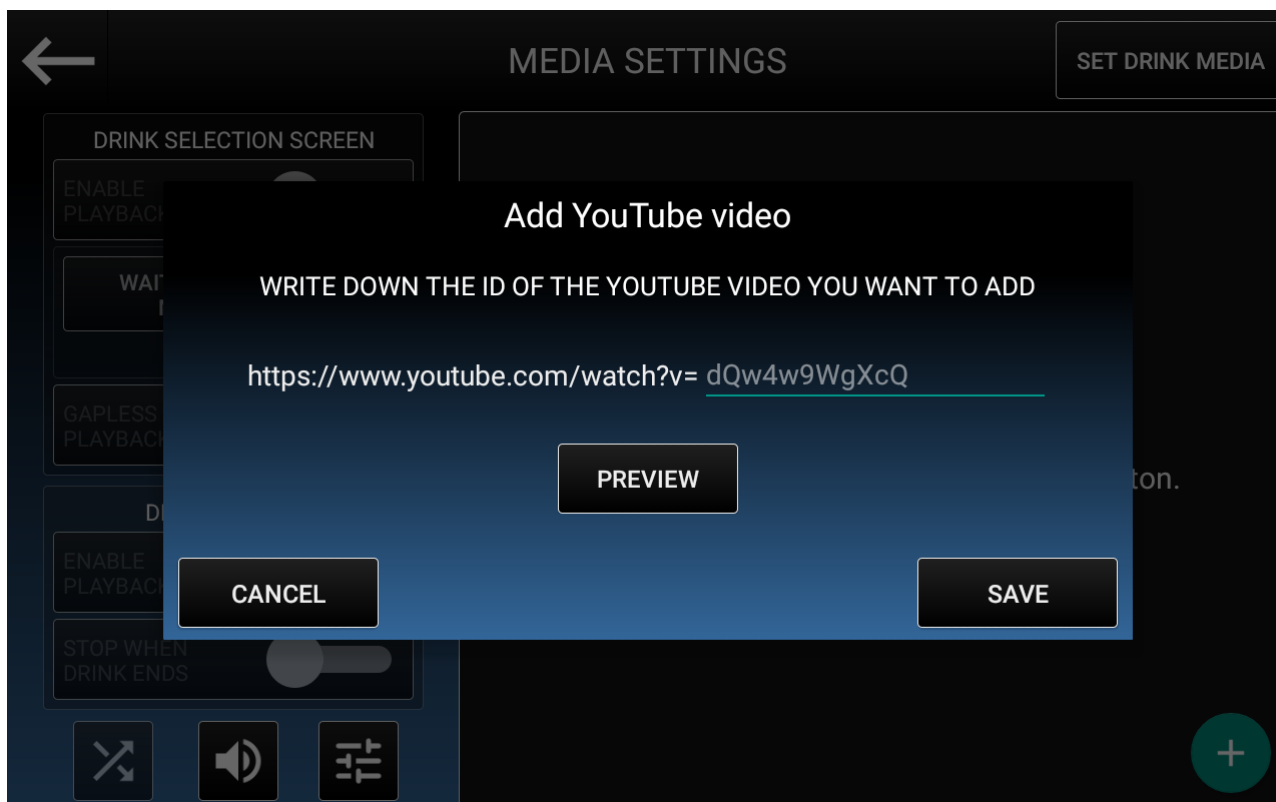 MEDIA SETTINGS
SET DRINK MEDIA
DRINK SELECTION SCREEN
ENABLE
PLAYBACK
Add YouTube video
WRITE DOWN THE ID OF THE YOUTUBE VIDEO YOU WANT TO ADD
https://www.youtube.com/watch?v= dQw4w9WgXcQ
PREVIEW
CANCEL
SAVE
GAPLESS
PLAYBACK
ton.
ENABLE
PLAYBACK
STOP WHEN
DRINK ENDS